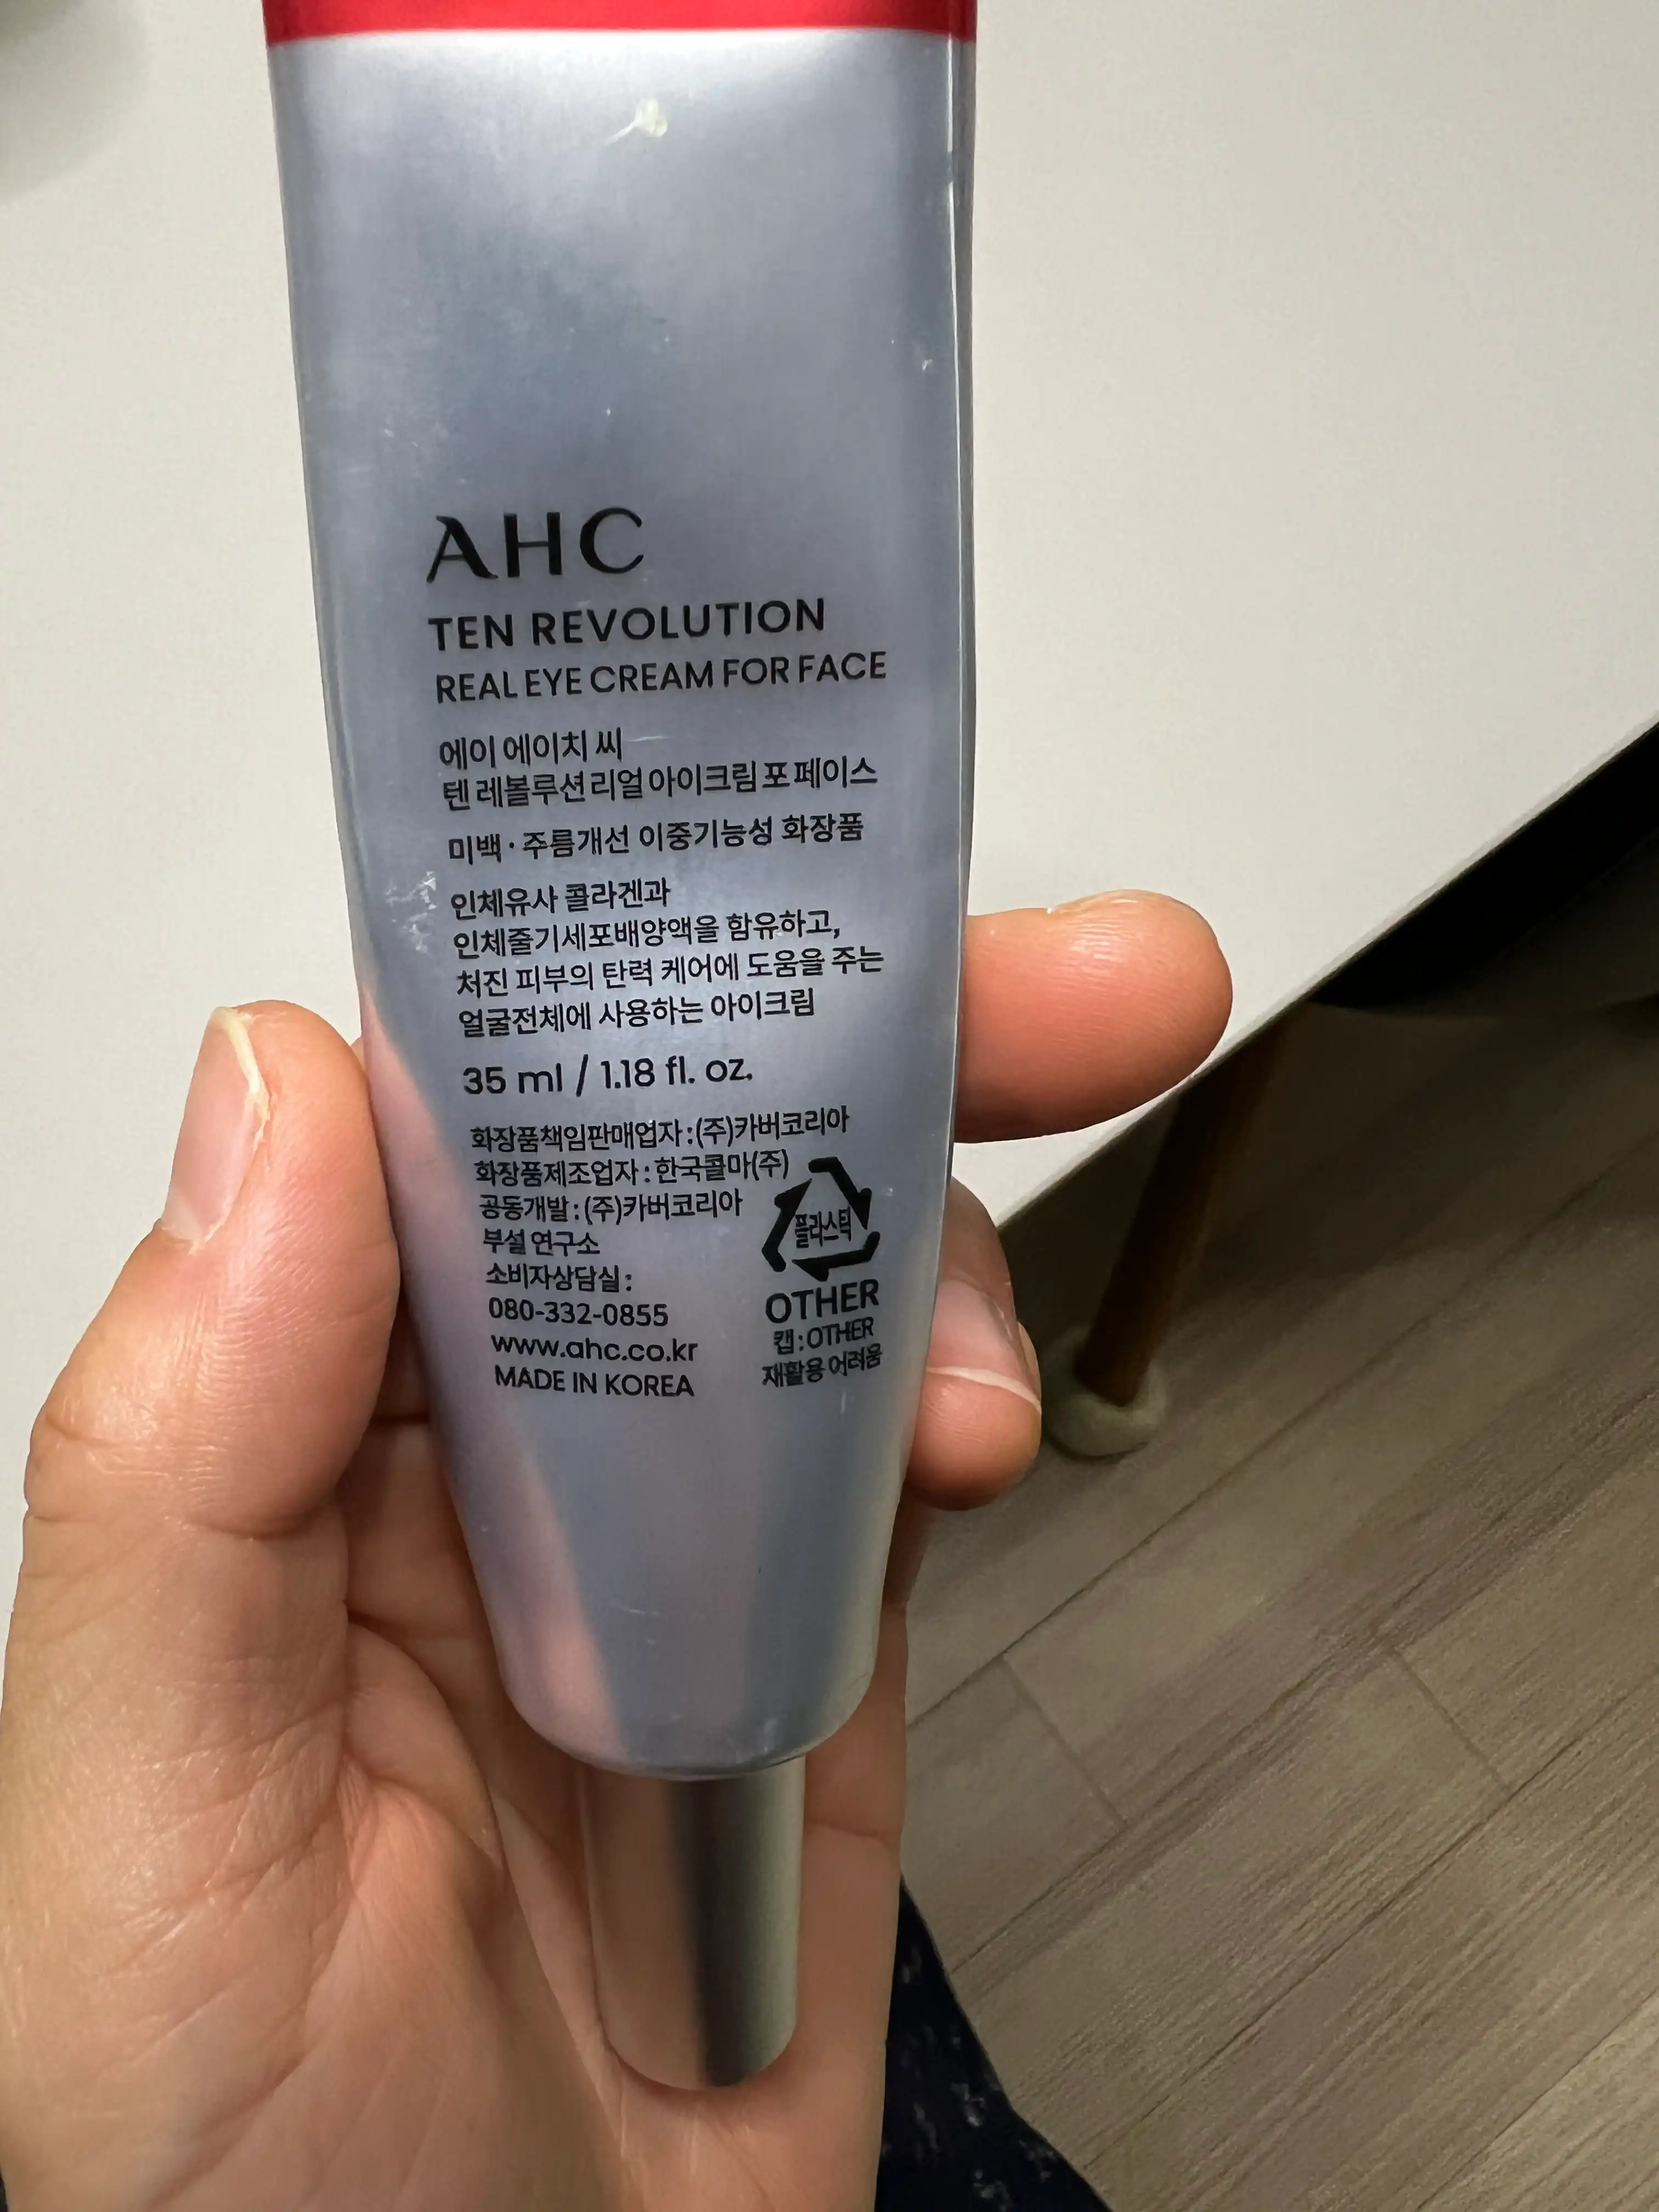 AHC
TEN REVOLUTION
REAL EYE CREAM FOR FACE
에이 에이치 씨
텐 레볼루션 리얼 아이크림 포 페이스
미백·주름개선 이중기능성 화장품
인체유사 콜라겐과
인체줄기세포배양액을 함유하고,
처진 피부의 탄력 케어에 도움을 주는
얼굴전체에 사용하는 아이크림
35 ml / 1.18 fl. oz.
화장품책임판매업자:(주)카버코리아
화장품제조업자:한국콜마(주)
공동개발:(주)카버코리아
부설 연구소
소비자상담실:
080-332-0855
www.ahc.co.kr
MADE IN KOREA
플라스틱
OTHER
캡:OTHER
재활용 어려움